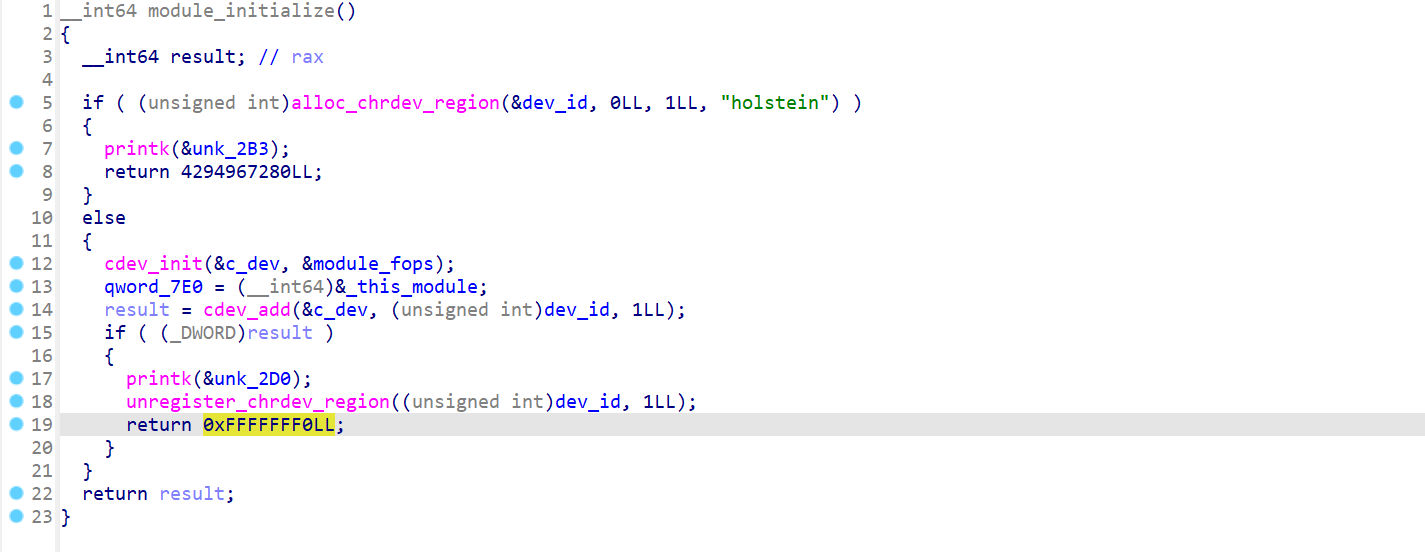 1 __int64 module_initialize()
2 {
3 __int64 result; // rax
4
5 if ( (unsigned int)alloc_chrdev_region(&dev_id, 0LL, 1LL, "holstein") )
6 {
7 printk(&unk_2B3);
8 return 4294967280LL;
9 }
10 else
11 {
12 cdev_init(&c_dev, &module_fops);
13 qword_7E0 = (__int64)&_this_module;
14 result = cdev_add(&c_dev, (unsigned int)dev_id, 1LL);
15 if ( (_DWORD)result )
16 {
17 printk(&unk_2D0);
18 unregister_chrdev_region((unsigned int)dev_id, 1LL);
19 return 0xFFFFFFF0LL;
20 }
21 }
22 return result;
23 }